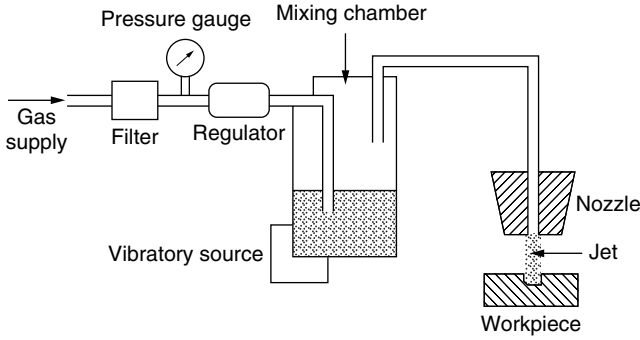 Pressure gauge
Mixing chamber
Gas
supply
Filter
Regulator
Nozzle
Vibratory source
Jet
Workpiece